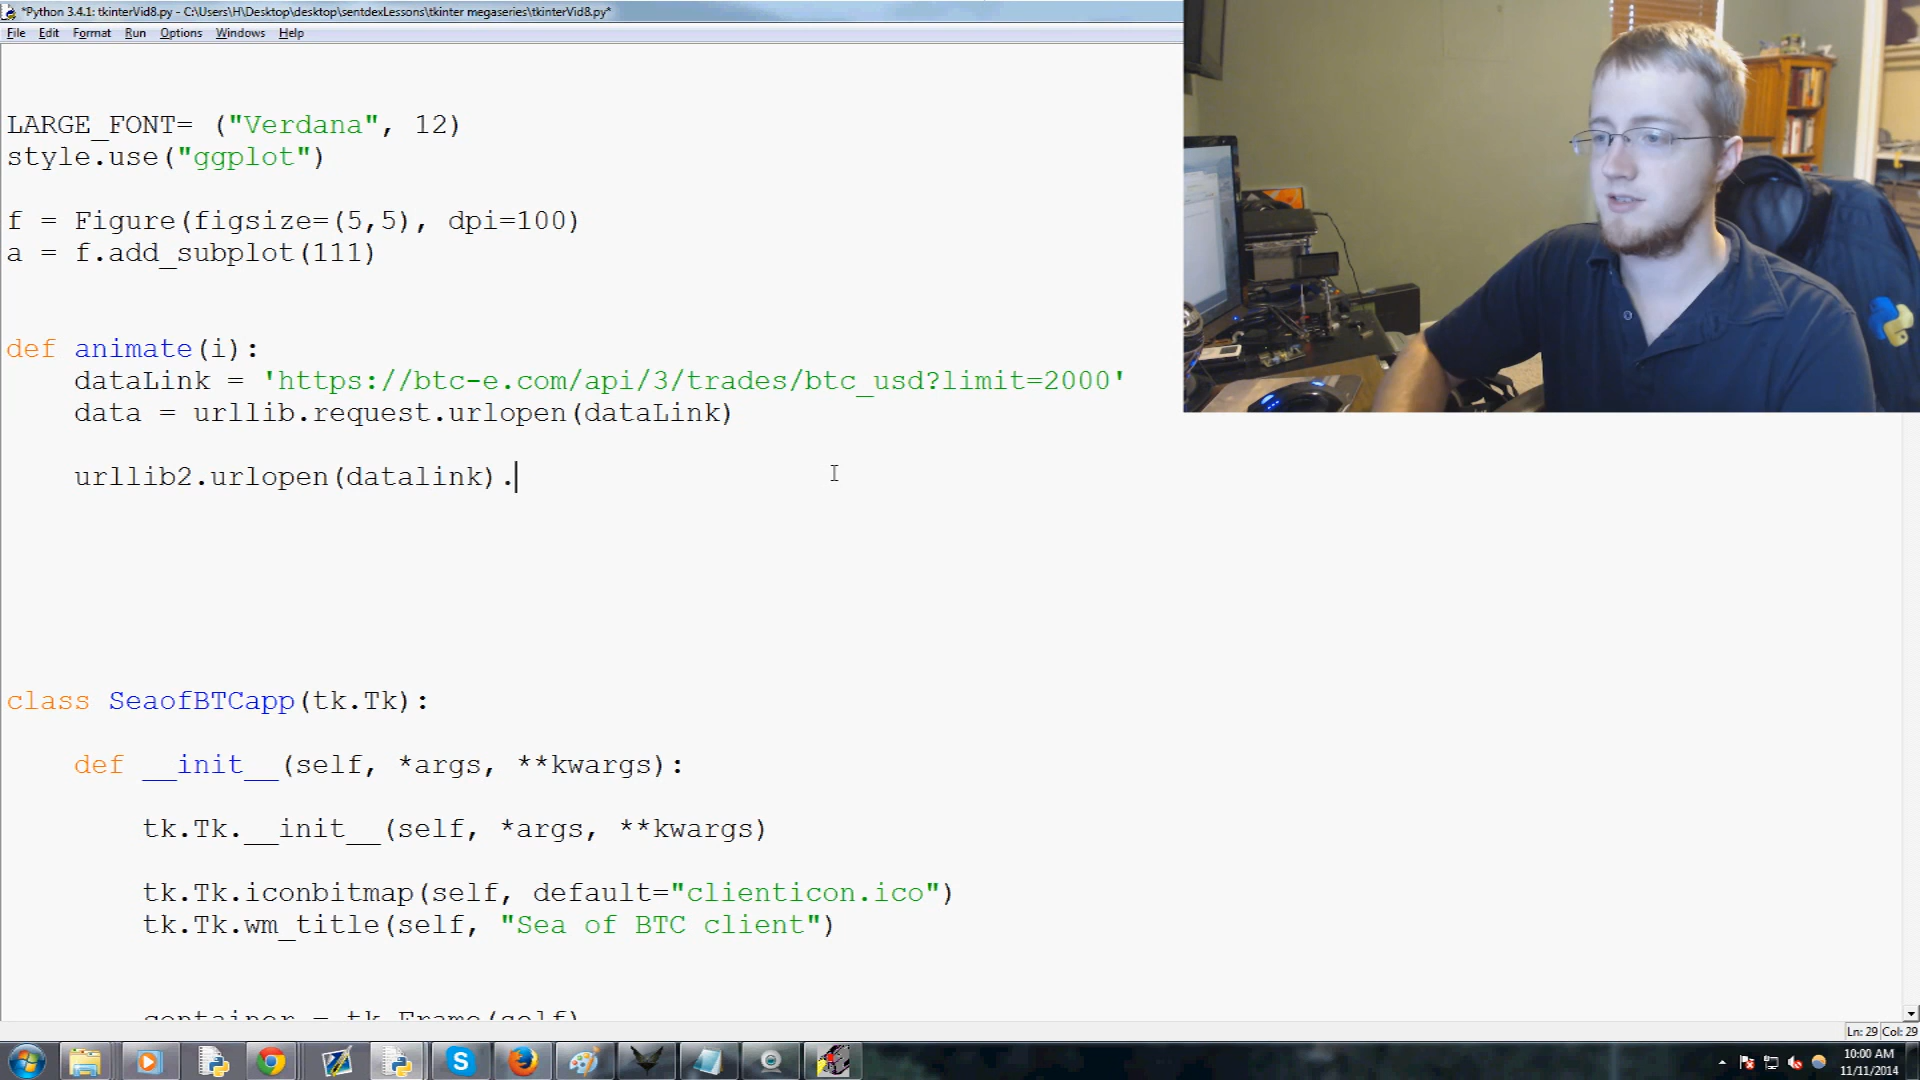 *Python 3.4.1: tkinterVid8.py - C:\Users\H\Desktop\desktop\sentdexLessons\tkinter megaseries\tkinterVid8.py*
File Edit Format Run Options Windows Help
LARGE_FONT= ("Verdana", 12)
style.use("ggplot")
f = Figure(figsize=(5,5), dpi=100)
a = f.add_subplot(111)
def animate(i):
dataLink = 'https://btc-e.com/api/3/trades/btc_usd?limit=2000'
data = urllib.request.urlopen(dataLink)
urllib2.urlopen(datalink).
class SeaofBTCapp(tk.Tk):
def __init__(self, *args, **kwargs):
tk.Tk.__init__(self, *args, **kwargs)
tk.Tk.iconbitmap(self, default="clienticon.ico")
tk.Tk.wm_title(self, "Sea of BTC client")
container = tk.Frame(self)
Ln: 29 Col: 29
10:00 AM
11/11/2014